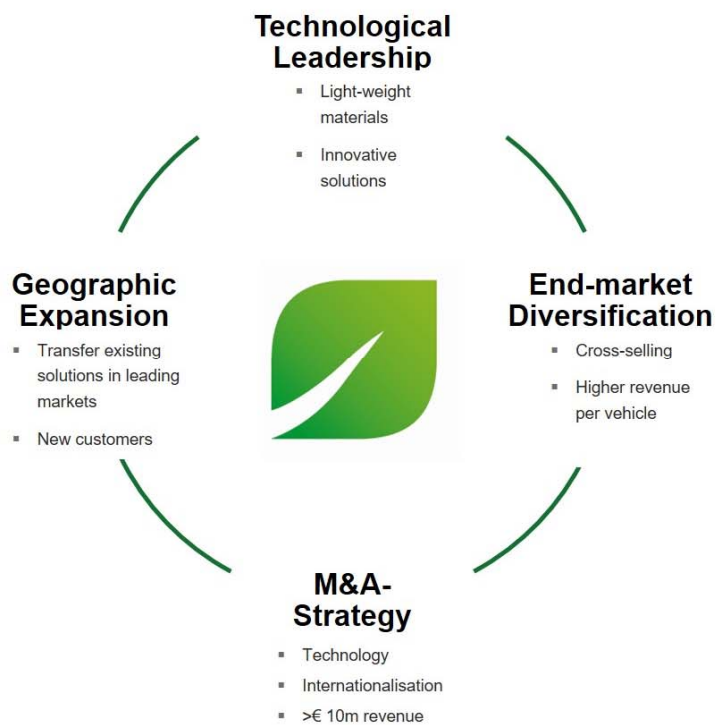 Technological
Leadership
▪ Light-weight
materials
▪ Innovative
solutions
Geographic
Expansion
▪ Transfer existing
solutions in leading
markets
▪ New customers
End-market
Diversification
▪ Cross-selling
▪ Higher revenue
per vehicle
M&A-
Strategy
▪ Technology
▪ Internationalisation
▪ >€ 10m revenue